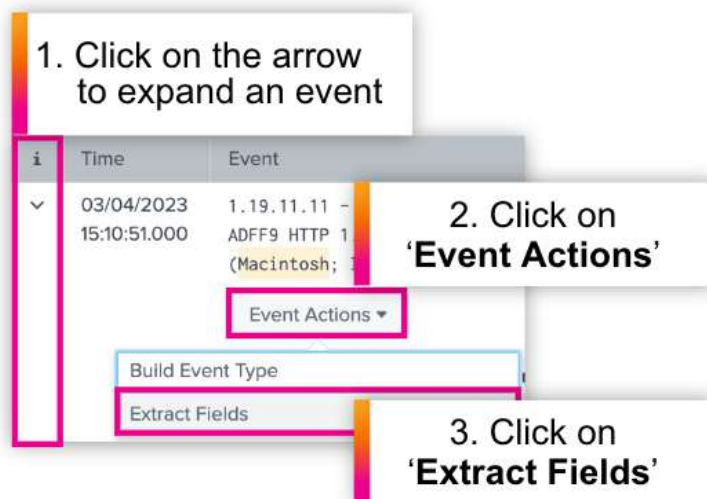 1. Click on the arrow
to expand an event
i Time Event
03/04/2023 1.19.11.11 -
15:10:51.000 ADFF9 HTTP 1
(Macintosh;
2. Click on
‘Event Actions’
Event Actions
Build Event Type
Extract Fields
3. Click on
‘Extract Fields’